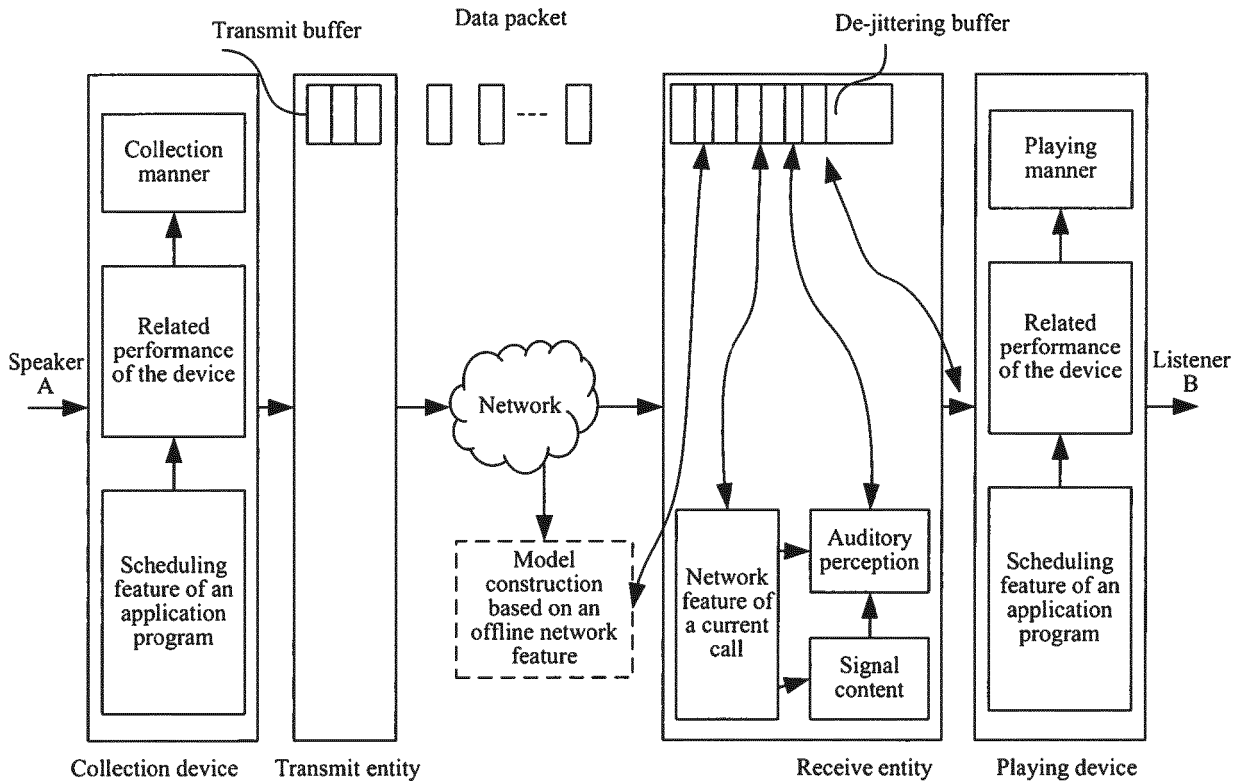 Data packet
Transmit buffer
De-jittering buffer
Collection
manner
Related
performance
of the device
Scheduling
feature of an
application
program
Speaker
A
Network
Model
construction
based on an
offline network
feature
Network
feature of
a current
call
Auditory
perception
Signal
content
Playing
manner
Related
performance
of the device
Scheduling
feature of an
application
program
Listener
B
Collection device
Transmit entity
Receive entity
Playing device